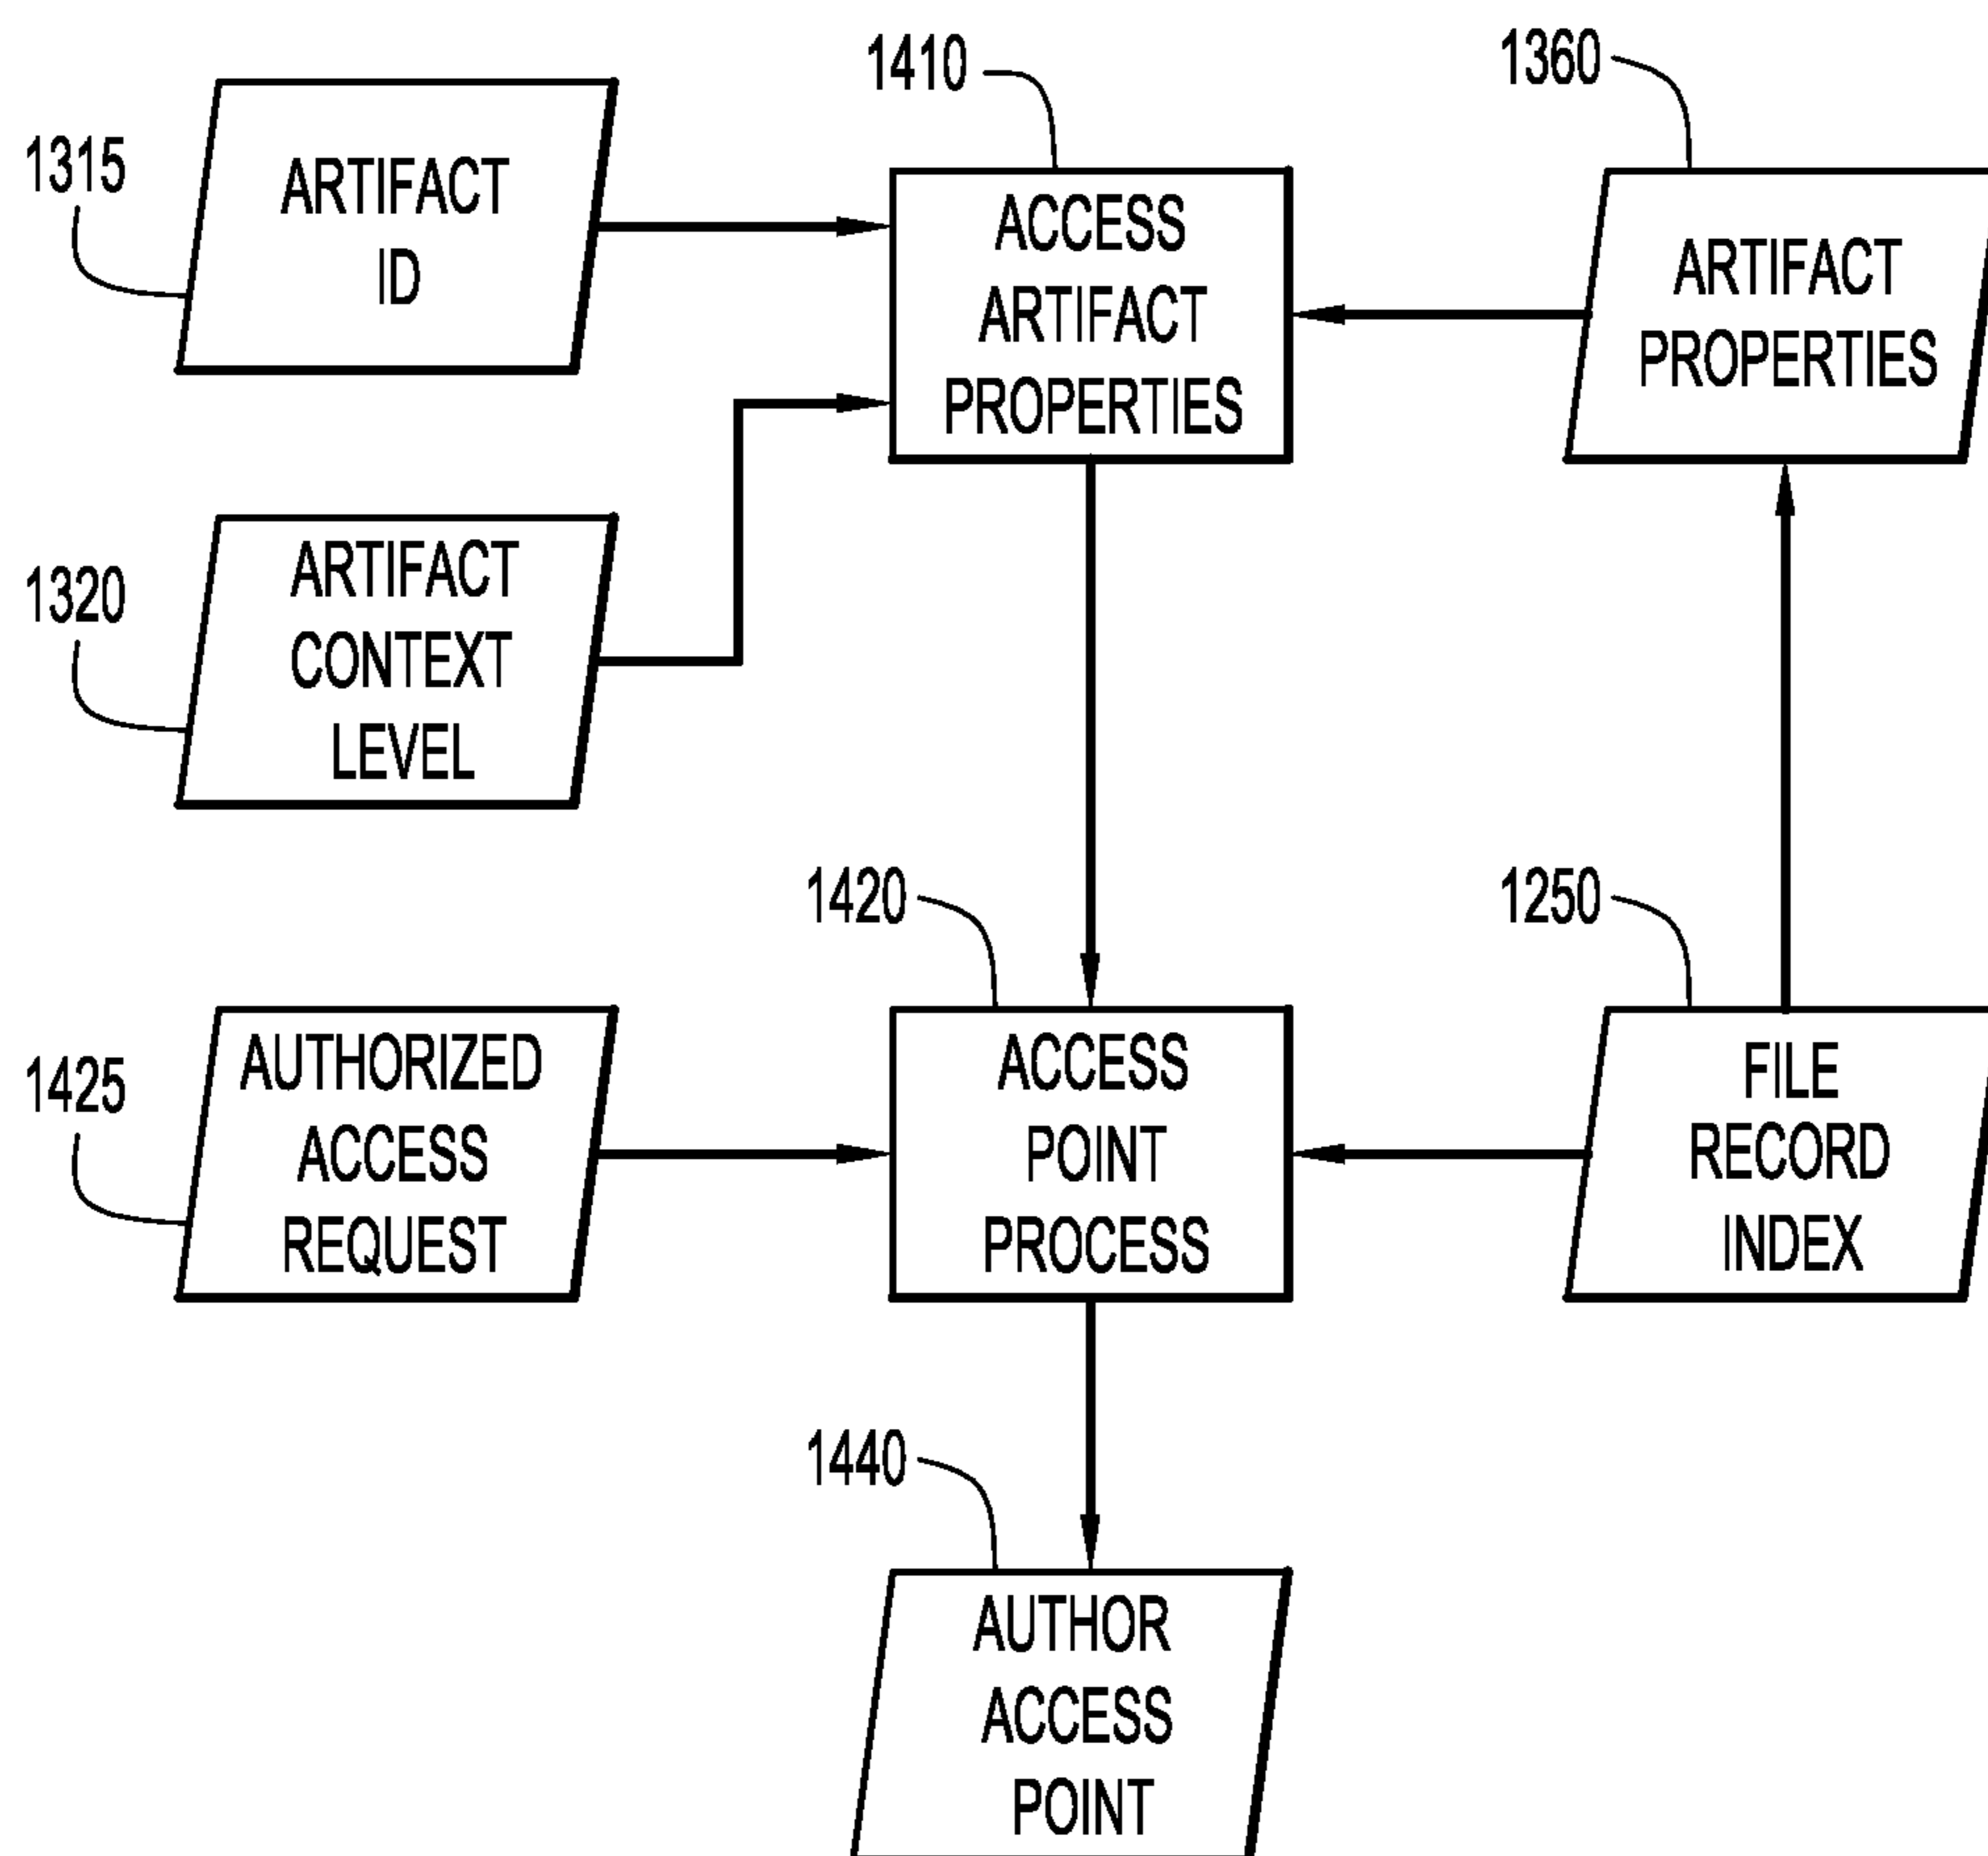 1410
1360
1315
ARTIFACT
ID
ACCESS
ARTIFACT
PROPERTIES
ARTIFACT
PROPERTIES
1320
ARTIFACT
CONTEXT
LEVEL
1420
1250
1425
AUTHORIZED
ACCESS
REQUEST
ACCESS
POINT
PROCESS
FILE
RECORD
INDEX
1440
AUTHOR
ACCESS
POINT